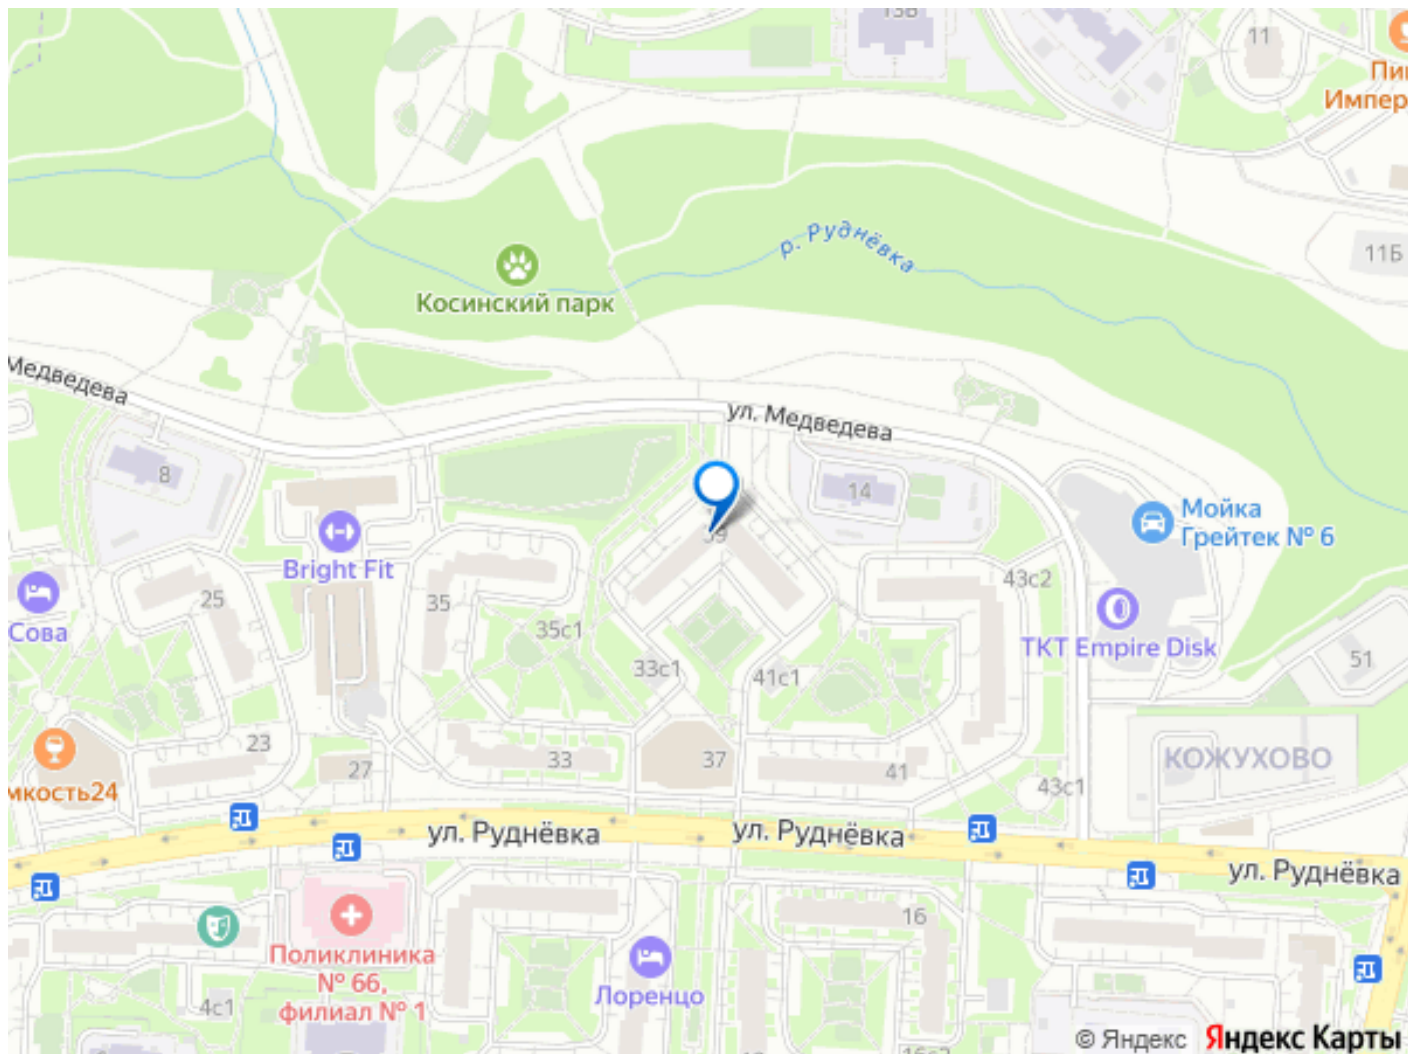 13В
11
Пи
Импер
р. Руднёвка
11Б
Косинский парк
Медведева
ул. Медведева
8
14
Мойка
Грейтек № 6
39
Bright Fit
43с2
25
35
Сова
35с1
ТКТ Empire Disk
51
33с1
41с1
23
33
37
41
КОЖУХОВО
27
43с1
мкость24
ул. Руднёвка
ул. Руднёвка
ул. Руднёвка
16
Поликлиника
№ 66,
филиал № 1
Лоренцо
4с1
16с2
© Яндекс Яндекс Карты